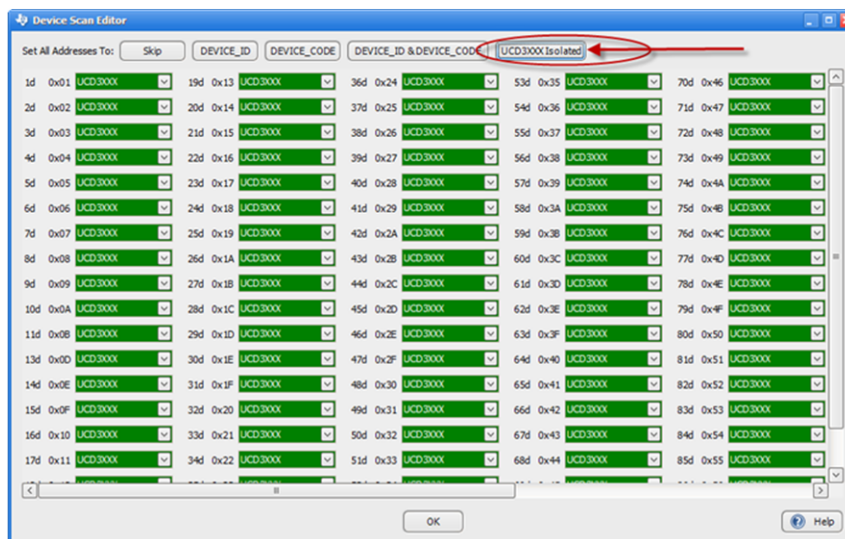 Device Scan Editor
Set All Addresses To: Skip DEVICE_ID DEVICE_CODE DEVICE_ID & DEVICE_CODE UCD3XXX Isolated
1d 0x01 UCD3XXX 19d 0x13 UCD3XXX 36d 0x24 UCD3XXX 53d 0x35 UCD3XXX 70d 0x46 UCD3XXX
2d 0x02 UCD3XXX 20d 0x14 UCD3XXX 37d 0x25 UCD3XXX 54d 0x36 UCD3XXX 71d 0x47 UCD3XXX
3d 0x03 UCD3XXX 21d 0x15 UCD3XXX 38d 0x26 UCD3XXX 55d 0x37 UCD3XXX 72d 0x48 UCD3XXX
4d 0x04 UCD3XXX 22d 0x16 UCD3XXX 39d 0x27 UCD3XXX 56d 0x38 UCD3XXX 73d 0x49 UCD3XXX
5d 0x05 UCD3XXX 23d 0x17 UCD3XXX 40d 0x28 UCD3XXX 57d 0x39 UCD3XXX 74d 0x4A UCD3XXX
6d 0x06 UCD3XXX 24d 0x18 UCD3XXX 41d 0x29 UCD3XXX 58d 0x3A UCD3XXX 75d 0x4B UCD3XXX
7d 0x07 UCD3XXX 25d 0x19 UCD3XXX 42d 0x2A UCD3XXX 59d 0x3B UCD3XXX 76d 0x4C UCD3XXX
8d 0x08 UCD3XXX 26d 0x1A UCD3XXX 43d 0x2B UCD3XXX 60d 0x3C UCD3XXX 77d 0x4D UCD3XXX
9d 0x09 UCD3XXX 27d 0x1B UCD3XXX 44d 0x2C UCD3XXX 61d 0x3D UCD3XXX 78d 0x4E UCD3XXX
10d 0x0A UCD3XXX 28d 0x1C UCD3XXX 45d 0x2D UCD3XXX 62d 0x3E UCD3XXX 79d 0x4F UCD3XXX
11d 0x0B UCD3XXX 29d 0x1D UCD3XXX 46d 0x2E UCD3XXX 63d 0x3F UCD3XXX 80d 0x50 UCD3XXX
13d 0x0D UCD3XXX 30d 0x1E UCD3XXX 47d 0x2F UCD3XXX 64d 0x40 UCD3XXX 81d 0x51 UCD3XXX
14d 0x0E UCD3XXX 31d 0x1F UCD3XXX 48d 0x30 UCD3XXX 65d 0x41 UCD3XXX 82d 0x52 UCD3XXX
15d 0x0F UCD3XXX 32d 0x20 UCD3XXX 49d 0x31 UCD3XXX 66d 0x42 UCD3XXX 83d 0x53 UCD3XXX
16d 0x10 UCD3XXX 33d 0x21 UCD3XXX 50d 0x32 UCD3XXX 67d 0x43 UCD3XXX 84d 0x54 UCD3XXX
17d 0x11 UCD3XXX 34d 0x22 UCD3XXX 51d 0x33 UCD3XXX 68d 0x44 UCD3XXX 85d 0x55 UCD3XXX
OK Help